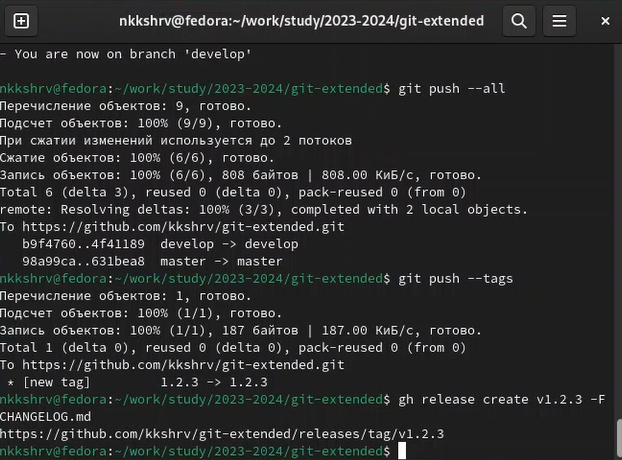 nkkshrv@fedora:~/work/study/2023-2024/git-extended
- You are now on branch 'develop'
nkkshrv@fedora:~/work/study/2023-2024/git-extended$ git push --all
Перечисление объектов: 9, готово.
Подсчет объектов: 100% (9/9), готово.
При сжатии изменений используется до 2 потоков
Сжатие объектов: 100% (6/6), готово.
Запись объектов: 100% (6/6), 808 байтов | 808.00 КиБ/с, готово.
Total 6 (delta 3), reused 0 (delta 0), pack-reused 0 (from 0)
remote: Resolving deltas: 100% (3/3), completed with 2 local objects.
To https://github.com/kkshrv/git-extended.git
b9f4760..4f41189 develop -> develop
98a99ca..631bea8 master -> master
nkkshrv@fedora:~/work/study/2023-2024/git-extended$ git push --tags
Перечисление объектов: 1, готово.
Подсчет объектов: 100% (1/1), готово.
Запись объектов: 100% (1/1), 187 байтов | 187.00 КиБ/с, готово.
Total 1 (delta 0), reused 0 (delta 0), pack-reused 0 (from 0)
To https://github.com/kkshrv/git-extended.git
* [new tag] 1.2.3 -> 1.2.3
nkkshrv@fedora:~/work/study/2023-2024/git-extended$ gh release create v1.2.3 -F
CHANGELOG.md
https://github.com/kkshrv/git-extended/releases/tag/v1.2.3
nkkshrv@fedora:~/work/study/2023-2024/git-extended$